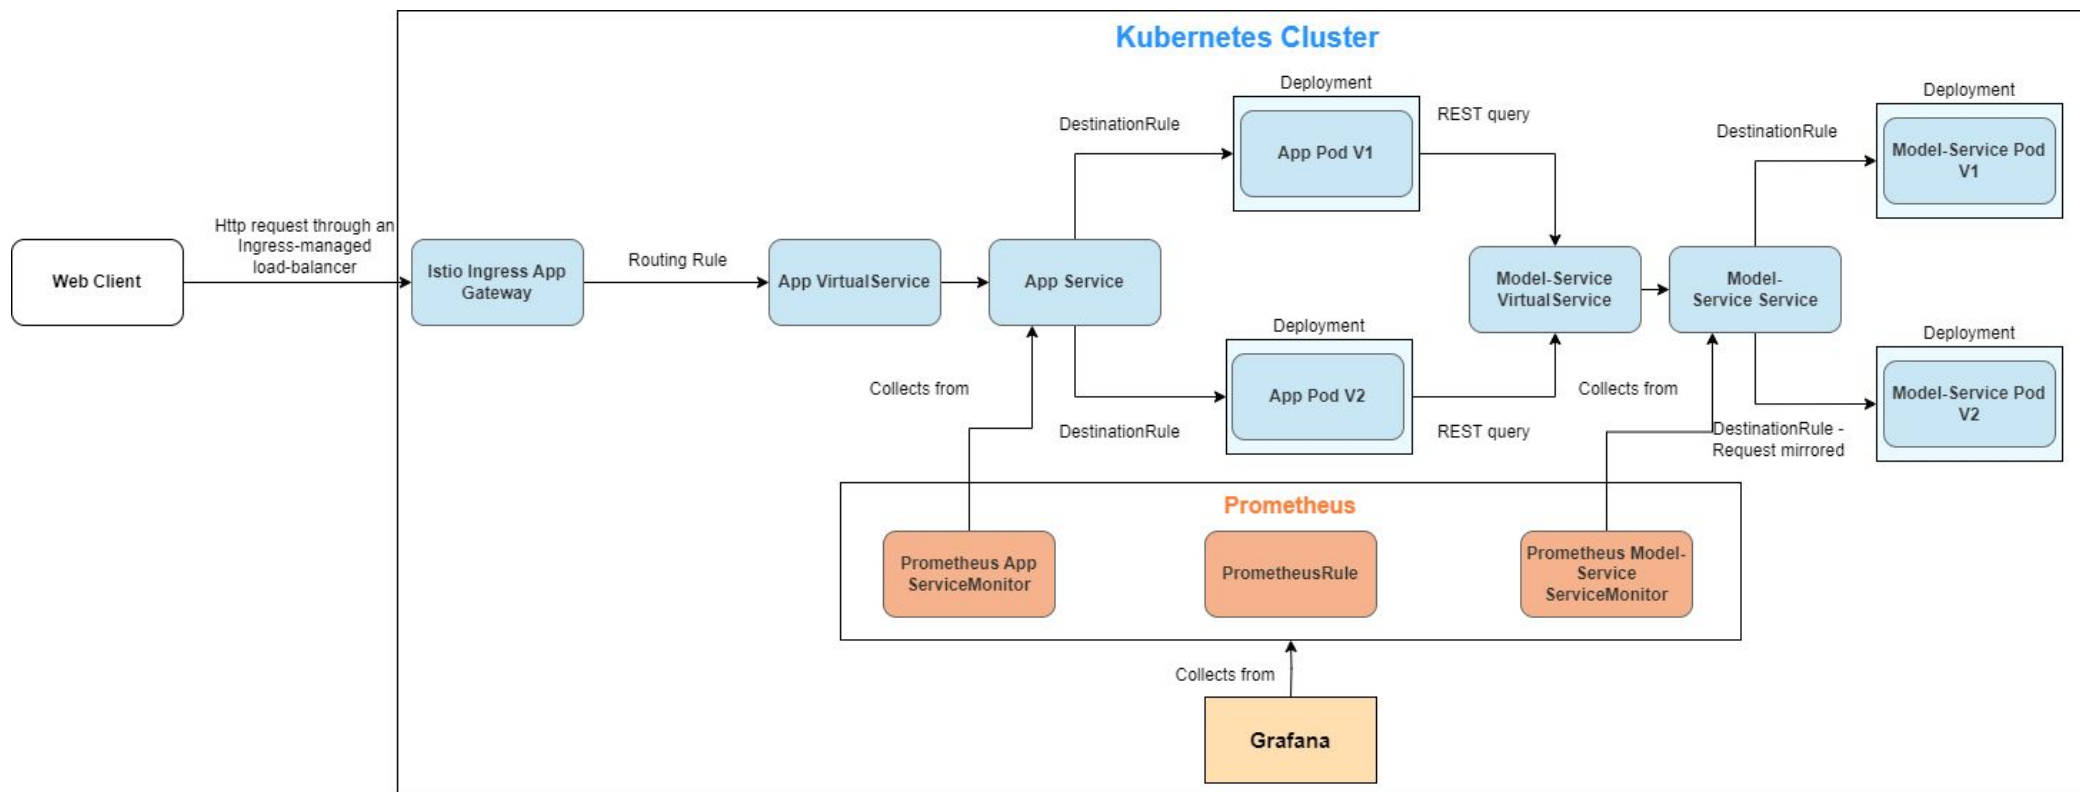 Kubernetes Cluster
Web Client
Http request through an
Ingress-managed
load-balancer
Istio Ingress App
Gateway
Routing Rule
App VirtualService
App Service
DestinationRule
Deployment
App Pod V1
REST query
DestinationRule
Deployment
App Pod V2
REST query
Model-Service
VirtualService
Model-
Service Service
DestinationRule
Deployment
Model-Service Pod
V1
DestinationRule -
Request mirrored
Deployment
Model-Service Pod
V2
Collects from
Collects from
Prometheus
Prometheus App
ServiceMonitor
PrometheusRule
Prometheus Model-
Service
ServiceMonitor
Collects from
Grafana